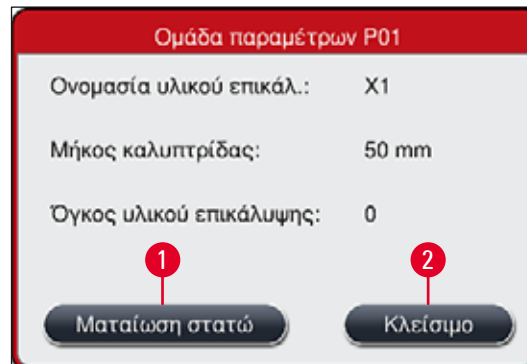 Ομάδα παραμέτρων P01
Ονομασία υλικού επικάλ.: X1
Μήκος καλυπτρίδας: 50 mm
Όγκος υλικού επικάλυψης: 0
1 2
Ματαίωση στατώ Κλείσιμο